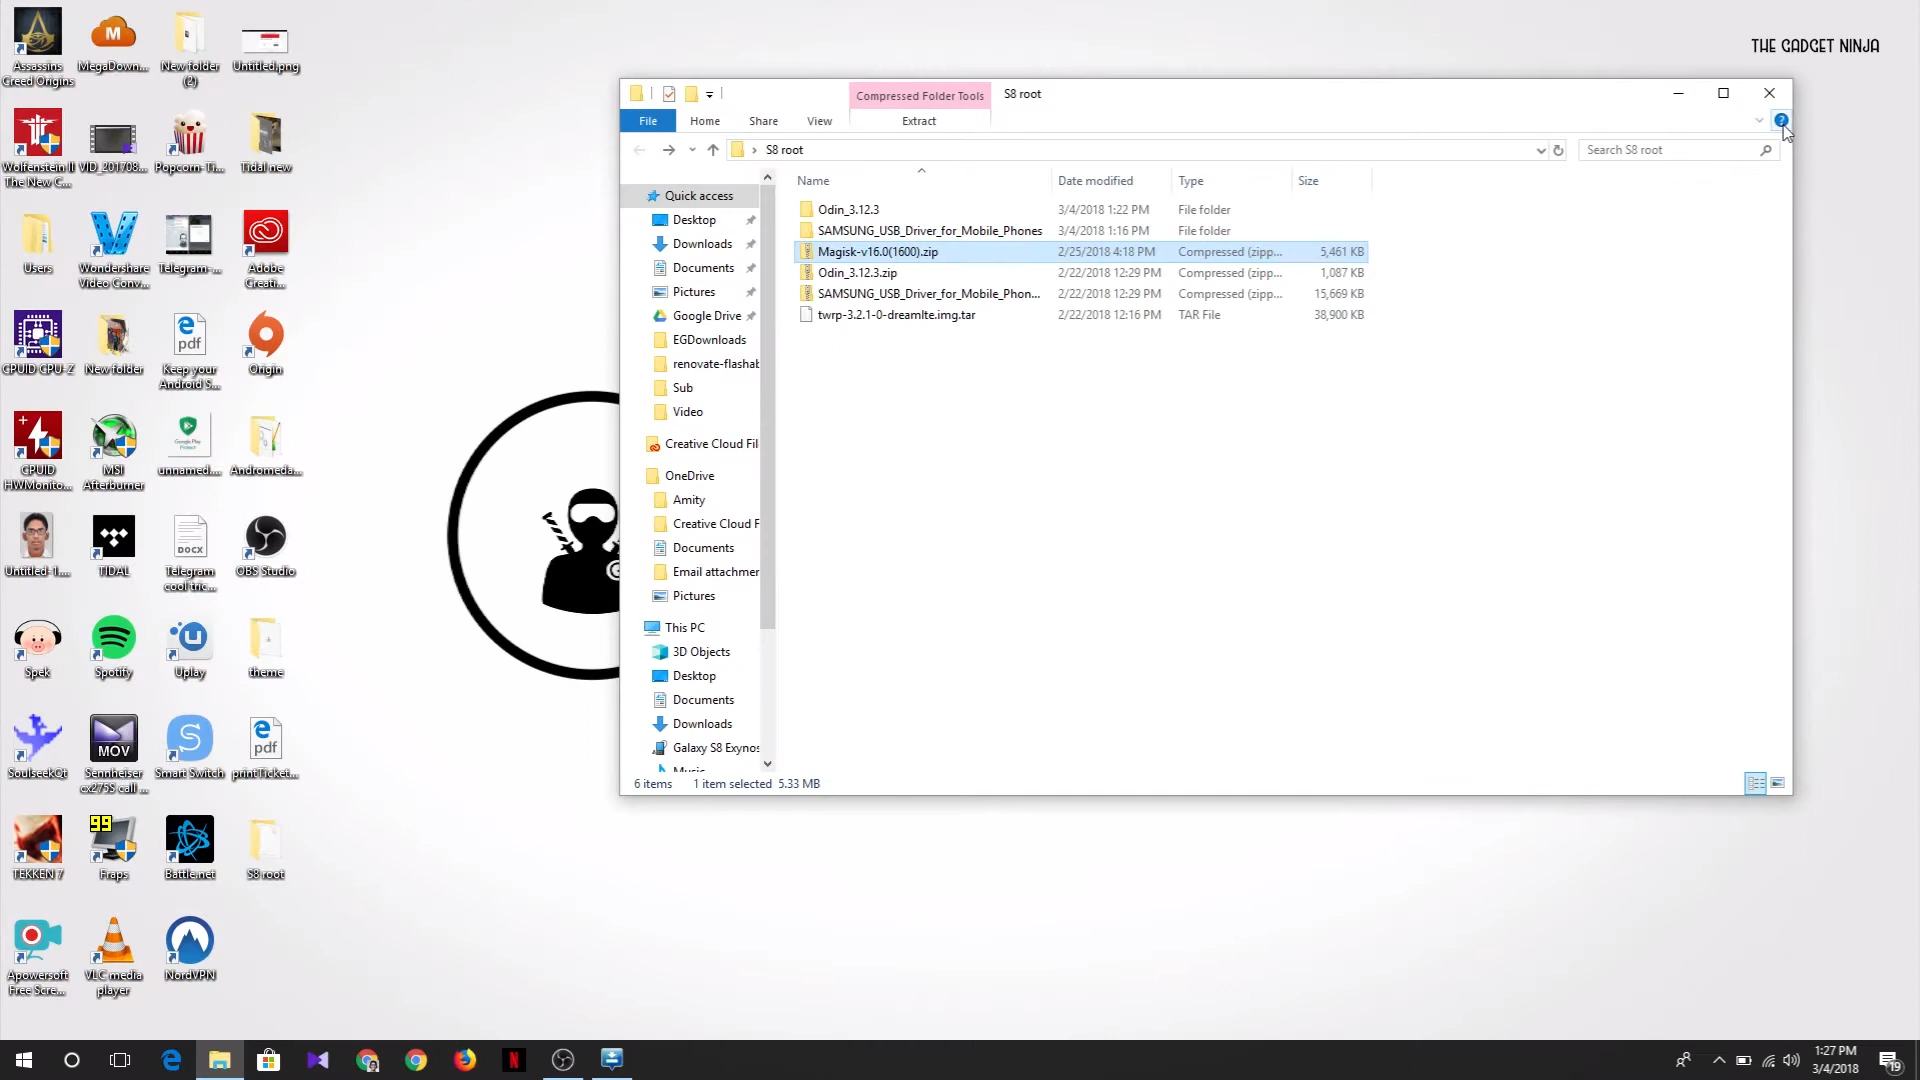 Assassins
Creed Origins
MegaDown...
New folder
(2)
Untitled.png
Wolfenstein II
The New C...
VID_201708...
Popcorn-Ti...
Tidal new
Users
Wondershare
Video Conv...
Telegram-...
Adobe
Creati...
CPUID CPU-Z
New folder
pdf
Keep your
Android S...
Origin
CPUID
HWMonito...
MSI
Afterburner
Google Play
Protect
unnamed....
Andromeda...
Untitled-1....
TIDAL
DOCX
Telegram
cool tric...
OBS Studio
Spek
Spotify
Uplay
theme
SoulseekQt
MOV
Sennheiser
cx275S call ...
Smart Switch
pdf
printTicket...
TEKKEN 7
99
Fraps
Battle.net
S8 root
Apowersoft
Free Scre...
VLC media
player
NordVPN
THE GADGET NINJA
Compressed Folder Tools
S8 root
File
Home
Share
View
Extract
S8 root
Search S8 root
Name
Date modified
Type
Size
Odin_3.12.3 3/4/2018 1:22 PM File folder
SAMSUNG_USB_Driver_for_Mobile_Phones 3/4/2018 1:16 PM File folder
Magisk-v16.0(1600).zip 2/25/2018 4:18 PM Compressed (zipp... 5,461 KB
Odin_3.12.3.zip 2/22/2018 12:29 PM Compressed (zipp... 1,087 KB
SAMSUNG_USB_Driver_for_Mobile_Phon... 2/22/2018 12:29 PM Compressed (zipp... 15,669 KB
twrp-3.2.1-0-dreamlte.img.tar 2/22/2018 12:16 PM TAR File 38,900 KB
Quick access
Desktop
Downloads
Documents
Pictures
Google Drive
EGDownloads
renovate-flashab
Sub
Video
Creative Cloud Fil
OneDrive
Amity
Creative Cloud F
Documents
Email attachmer
Pictures
This PC
3D Objects
Desktop
Documents
Downloads
Galaxy S8 Exynos
Music
6 items 1 item selected 5.33 MB
1:27 PM
3/4/2018
19